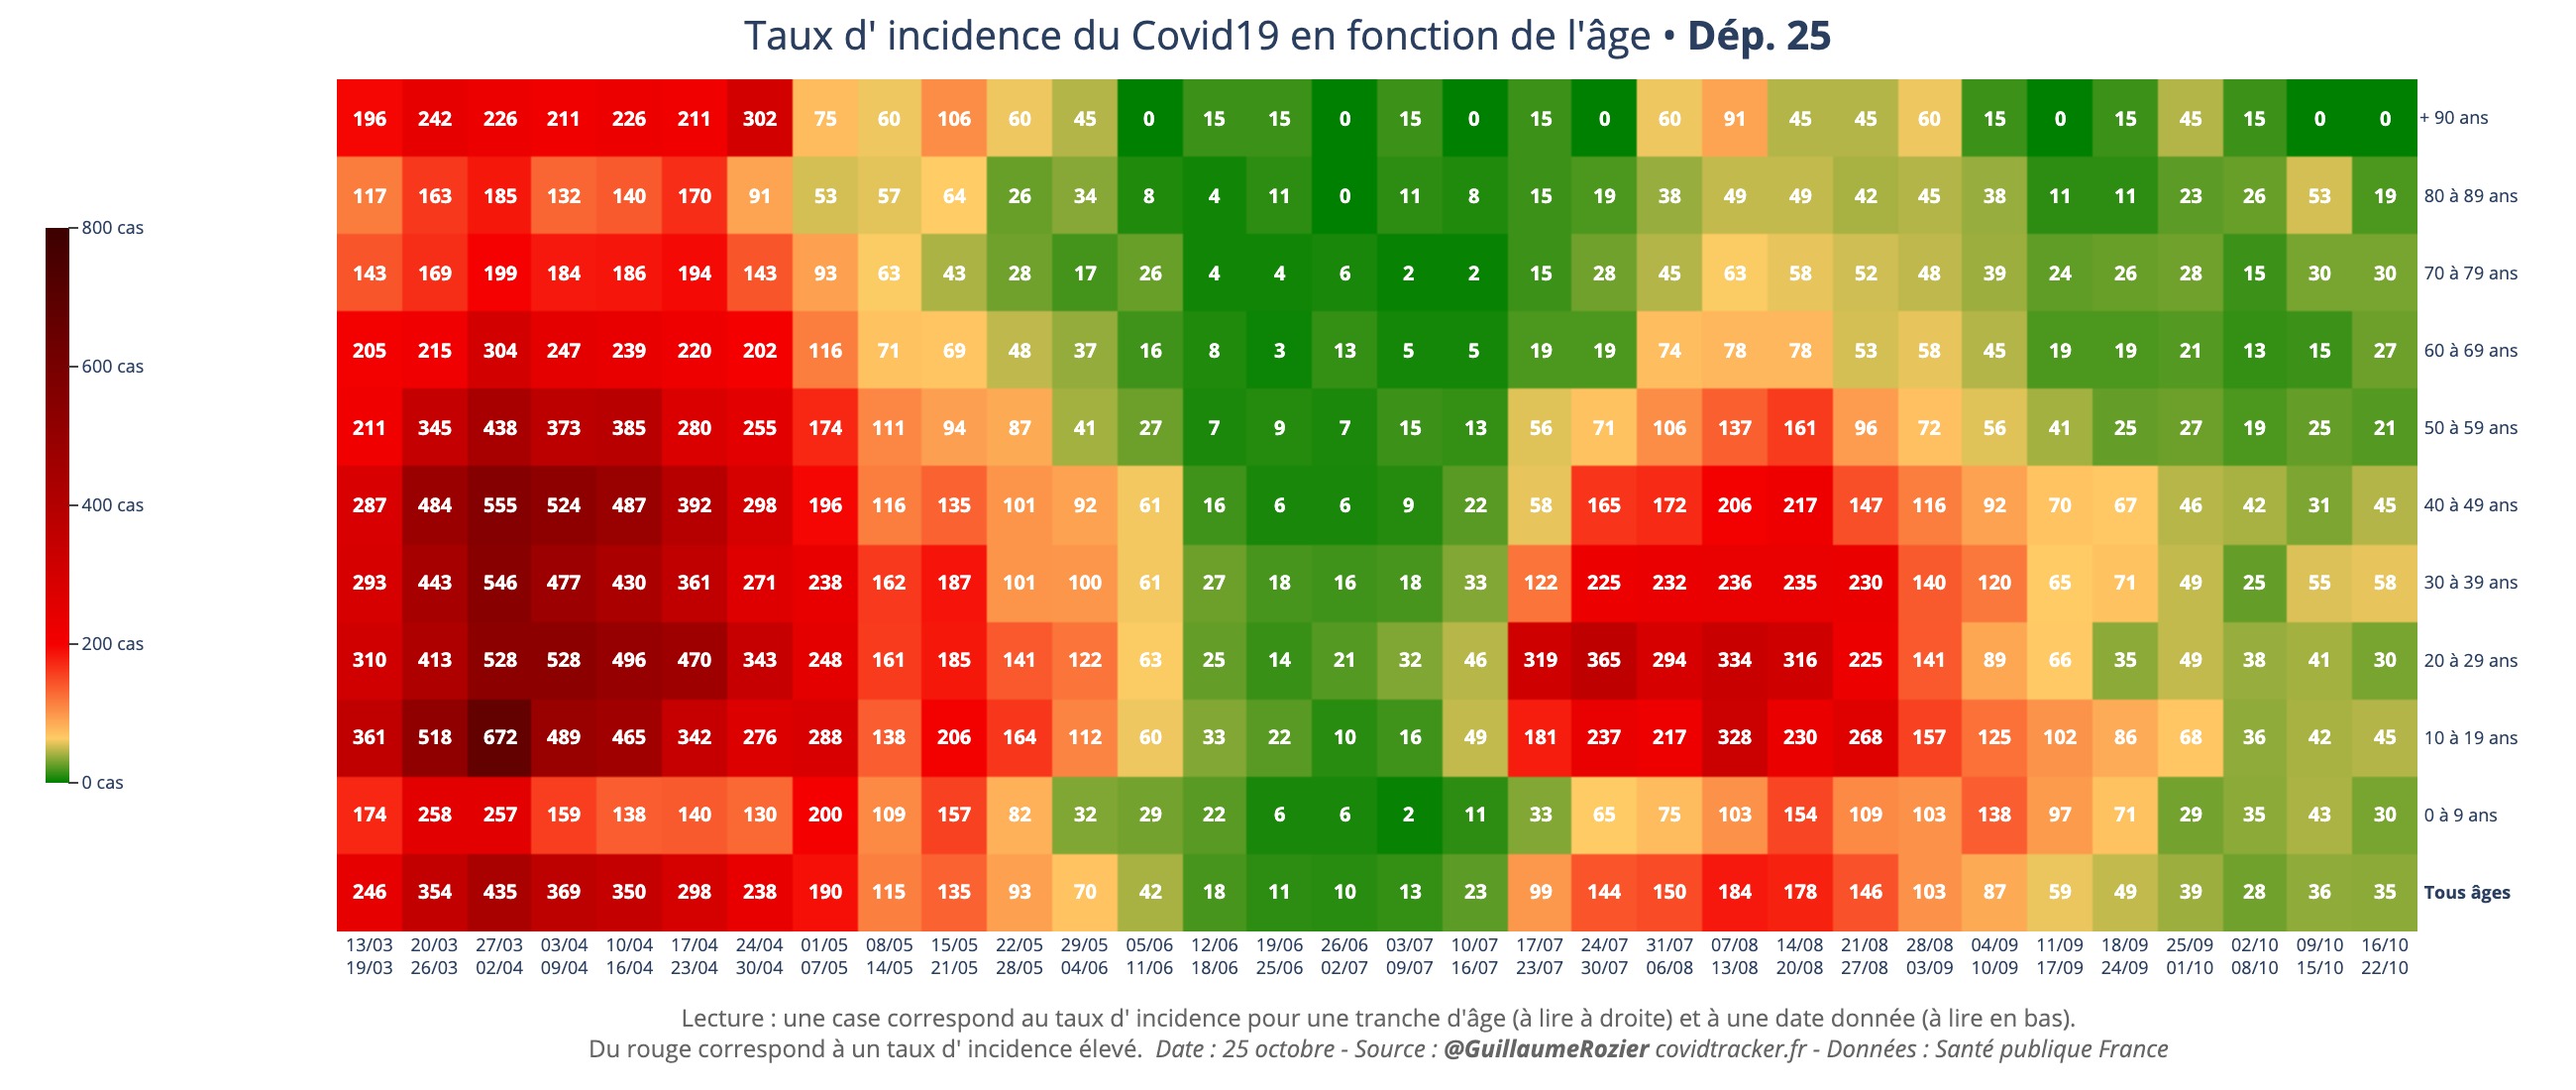 Taux d' incidence du Covid19 en fonction de l'âge • Dép. 25
800 cas
600 cas
400 cas
200 cas
0 cas
196 242 226 211 226 211 302 75 60 106 60 45 0 15 15 0 15 0 15 0 60 91 45 45 60 15 0 15 45 15 0 0 + 90 ans
117 163 185 132 140 170 91 53 57 64 26 34 8 4 11 0 11 8 15 19 38 49 49 42 45 38 11 11 23 26 53 19 80 à 89 ans
143 169 199 184 186 194 143 93 63 43 28 17 26 4 4 6 2 2 15 28 45 63 58 52 48 39 24 26 28 15 30 30 70 à 79 ans
205 215 304 247 239 220 202 116 71 69 48 37 16 8 3 13 5 5 19 19 74 78 78 53 58 45 19 19 21 13 15 27 60 à 69 ans
211 345 438 373 385 280 255 174 111 94 87 41 27 7 9 7 15 13 56 71 106 137 161 96 72 56 41 25 27 19 25 21 50 à 59 ans
287 484 555 524 487 392 298 196 116 135 101 92 61 16 6 6 9 22 58 165 172 206 217 147 116 92 70 67 46 42 31 45 40 à 49 ans
293 443 546 477 430 361 271 238 162 187 101 100 61 27 18 16 18 33 122 225 232 236 235 230 140 120 65 71 49 25 55 58 30 à 39 ans
310 413 528 528 496 470 343 248 161 185 141 122 63 25 14 21 32 46 319 365 294 334 316 225 141 89 66 35 49 38 41 30 20 à 29 ans
361 518 672 489 465 342 276 288 138 206 164 112 60 33 22 10 16 49 181 237 217 328 230 268 157 125 102 86 68 36 42 45 10 à 19 ans
174 258 257 159 138 140 130 200 109 157 82 32 29 22 6 6 2 11 33 65 75 103 154 109 103 138 97 71 29 35 43 30 0 à 9 ans
246 354 435 369 350 298 238 190 115 135 93 70 42 18 11 10 13 23 99 144 150 184 178 146 103 87 59 49 39 28 36 35 Tous âges
13/03 20/03 27/03 03/04 10/04 17/04 24/04 01/05 08/05 15/05 22/05 29/05 05/06 12/06 19/06 26/06 03/07 10/07 17/07 24/07 31/07 07/08 14/08 21/08 28/08 04/09 11/09 18/09 25/09 02/10 09/10 16/10
19/03 26/03 02/04 09/04 16/04 23/04 30/04 07/05 14/05 21/05 28/05 04/06 11/06 18/06 25/06 02/07 09/07 16/07 23/07 30/07 06/08 13/08 20/08 27/08 03/09 10/09 17/09 24/09 01/10 08/10 15/10 22/10
Lecture : une case correspond au taux d' incidence pour une tranche d'âge (à lire à droite) et à une date donnée (à lire en bas).
Du rouge correspond à un taux d' incidence élevé. Date : 25 octobre - Source : @GuillaumeRozier covidtracker.fr - Données : Santé publique France